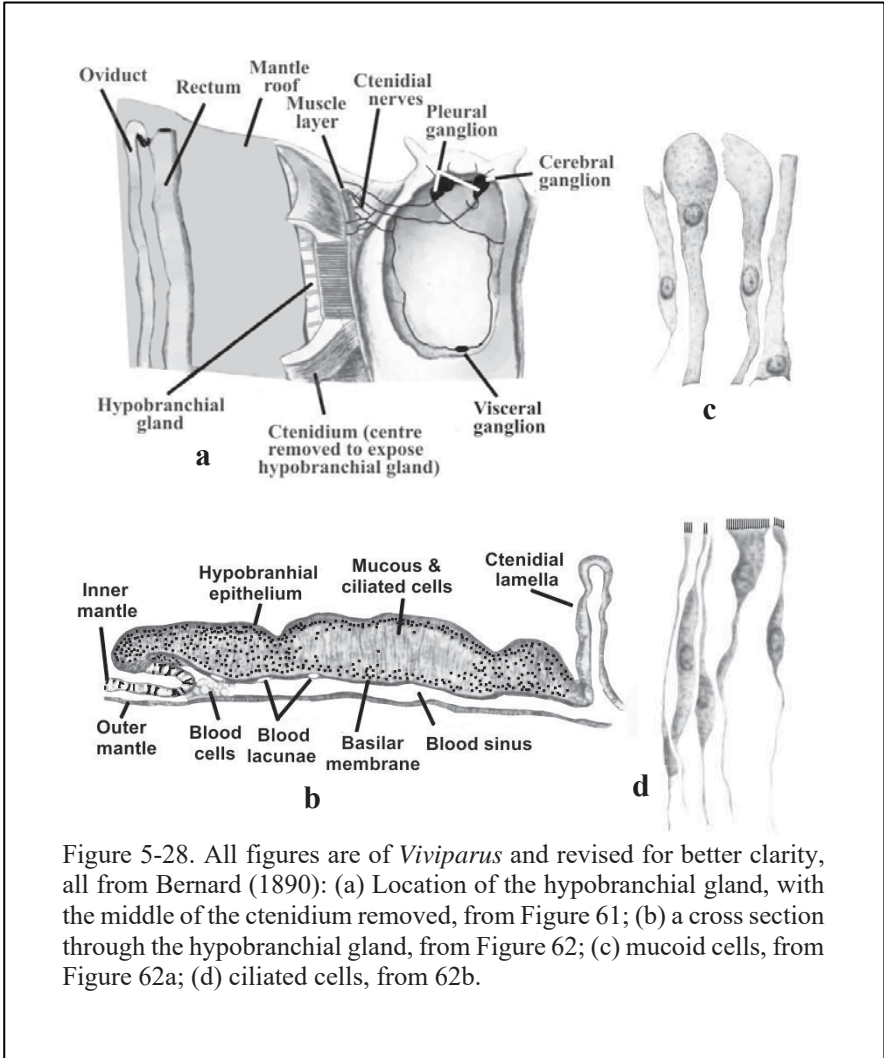 Oviduct
Rectum
Mantle
roof
Muscle
layer
Ctenidial
nerves
Pleural
ganglion
Cerebral
ganglion
Hypobranchial
gland
a
Ctenidium (centre
removed to expose
hypobranchial gland)
Visceral
ganglion
c
Inner
mantle
Hypobranhial
epithelium
Mucous &
ciliated cells
Ctenidial
lamella
Outer
mantle
Blood
cells
Blood
lacunae
Basilar
membrane
Blood sinus
b
d
Figure 5-28. All figures are of Viviparus and revised for better clarity,
all from Bernard (1890): (a) Location of the hypobranchial gland, with
the middle of the ctenidium removed, from Figure 61; (b) a cross section
through the hypobranchial gland, from Figure 62; (c) mucoid cells, from
Figure 62a; (d) ciliated cells, from 62b.